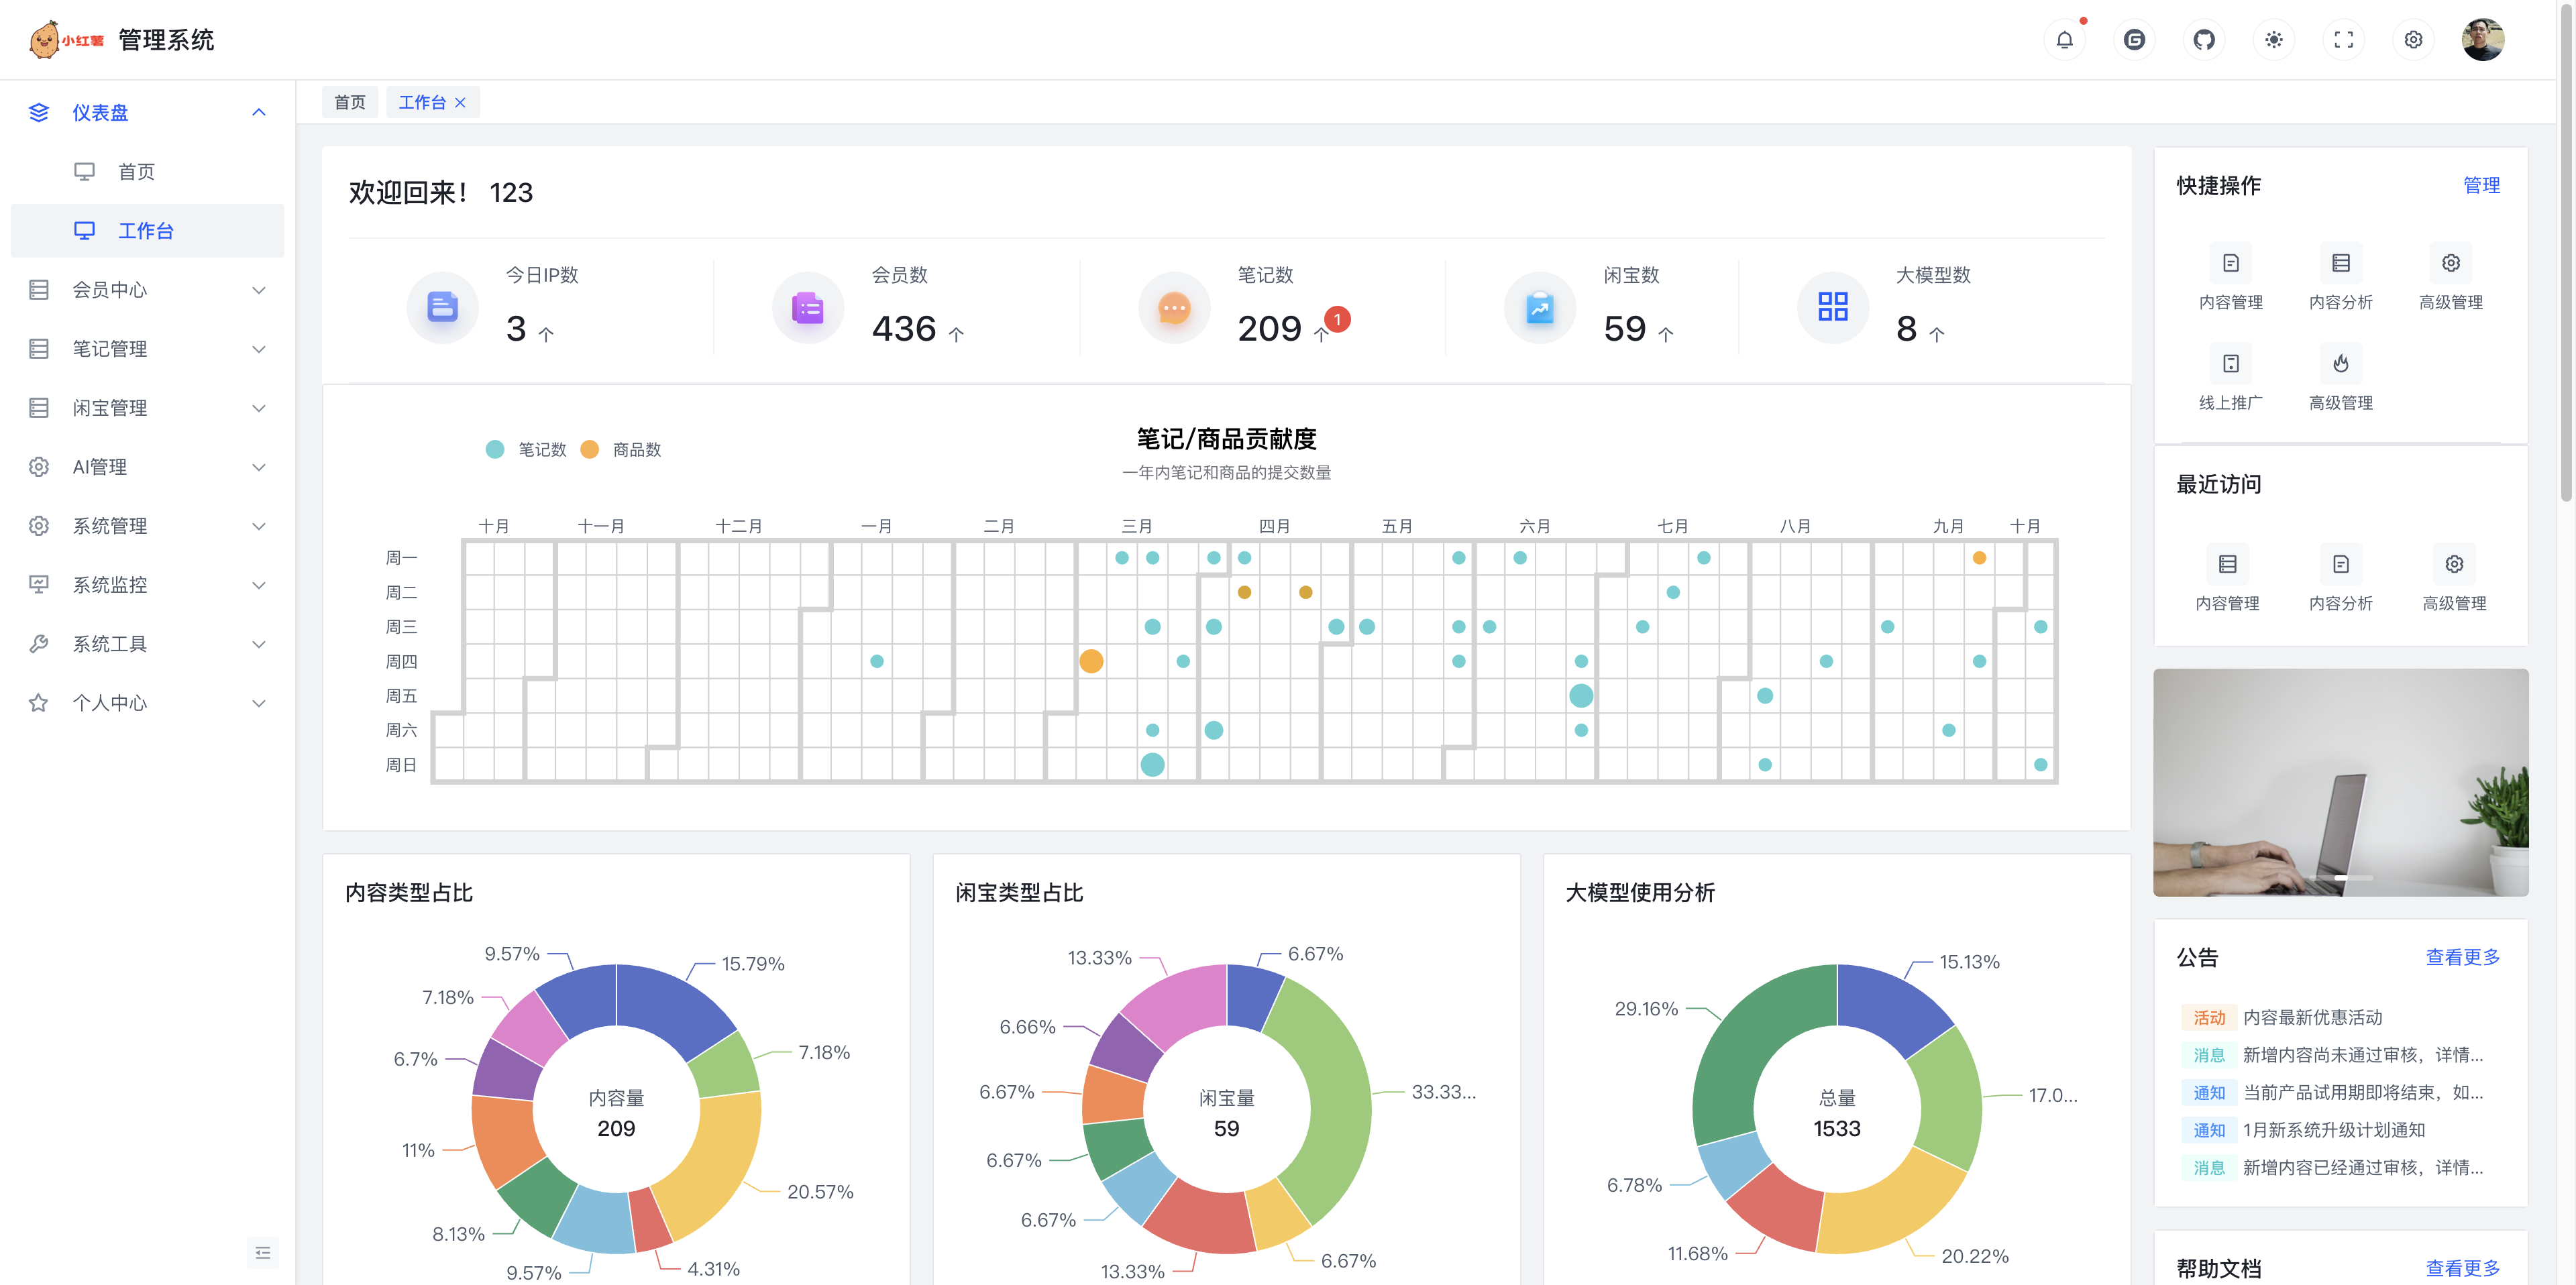 小红薯 管理系统
仪表盘
首页
工作台
会员中心
笔记管理
闲宝管理
AI管理
系统管理
系统监控
系统工具
个人中心
首页 工作台
欢迎回来！ 123
今日IP数
3 个
会员数
436 个
笔记数
209 个 1
闲宝数
59 个
大模型数
8 个
笔记数 商品数
笔记/商品贡献度
一年内笔记和商品的提交数量
十月 十一月 十二月 一月 二月 三月 四月 五月 六月 七月 八月 九月 十月
周一
周二
周三
周四
周五
周六
周日
内容类型占比
9.57% 15.79%
7.18%
7.18%
6.7%
内容量
209
11%
20.57%
8.13%
9.57% 4.31%
闲宝类型占比
13.33% 6.67%
6.66%
6.67% 33.33...
闲宝量
59
6.67%
6.67%
13.33% 6.67%
大模型使用分析
15.13%
29.16%
17.0...
总量
1533
6.78%
11.68% 20.22%
快捷操作 管理
内容管理 内容分析 高级管理
线上推广 高级管理
最近访问
内容管理 内容分析 高级管理
公告 查看更多
活动 内容最新优惠活动
消息 新增内容尚未通过审核，详情...
通知 当前产品试用期即将结束，如...
通知 1月新系统升级计划通知
消息 新增内容已经通过审核，详情...
帮助文档 查看更多